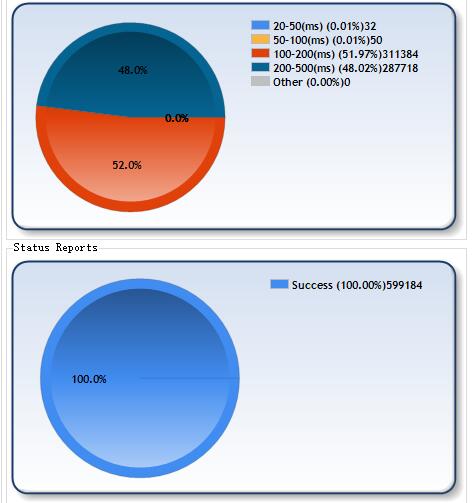 20-50(ms) (0.01%)32
50-100(ms) (0.01%)50
100-200(ms) (51.97%)311384
200-500(ms) (48.02%)287718
Other (0.00%)0
48.0%
0.0%
52.0%
Status Reports
Success (100.00%)599184
100.0%